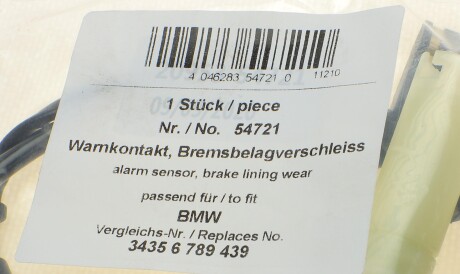 4 046283 54721 0 11210
1 Stück / piece
Nr. / No. 54721
Warnkontakt, Bremsbelagverschleiss
alarm sensor, brake lining wear
passend für / to fit
BMW
Vergleichs-Nr. / Replaces No.
3435 6 789 439